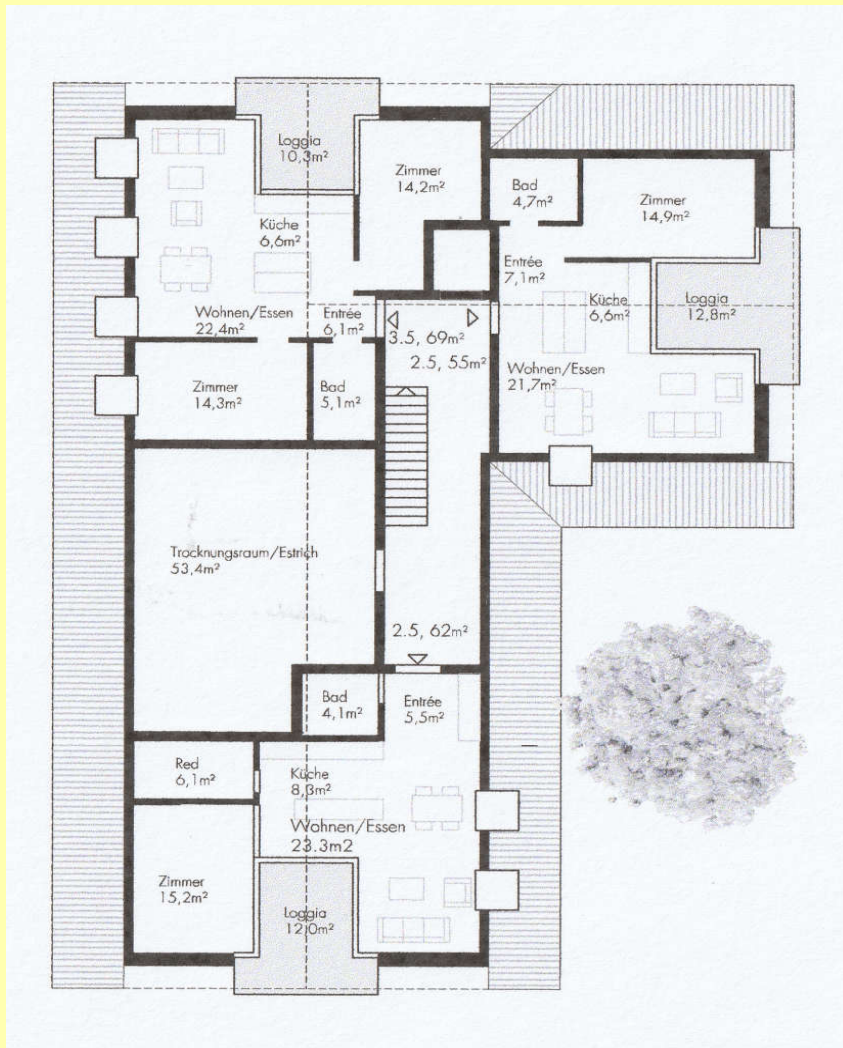 Loggia
10,3m²
Zimmer
14,2m²
Küche
6,6m²
Wohnen/Essen
22,4m²
Entrée
6,1m²
Zimmer
14,3m²
Bad
5,1m²
3.5, 69m²
2.5, 55m²
Bad
4,7m²
Zimmer
14,9m²
Entrée
7,1m²
Küche
6,6m²
Loggia
12,8m²
Wohnen/Essen
21,7m²
Trocknungsraum/Estrich
53,4m²
2.5, 62m²
Bad
4,1m²
Entrée
5,5m²
Red
6,1m²
Küche
8,3m²
Wohnen/Essen
23.3m2
Zimmer
15,2m²
Loggia
12,0m²